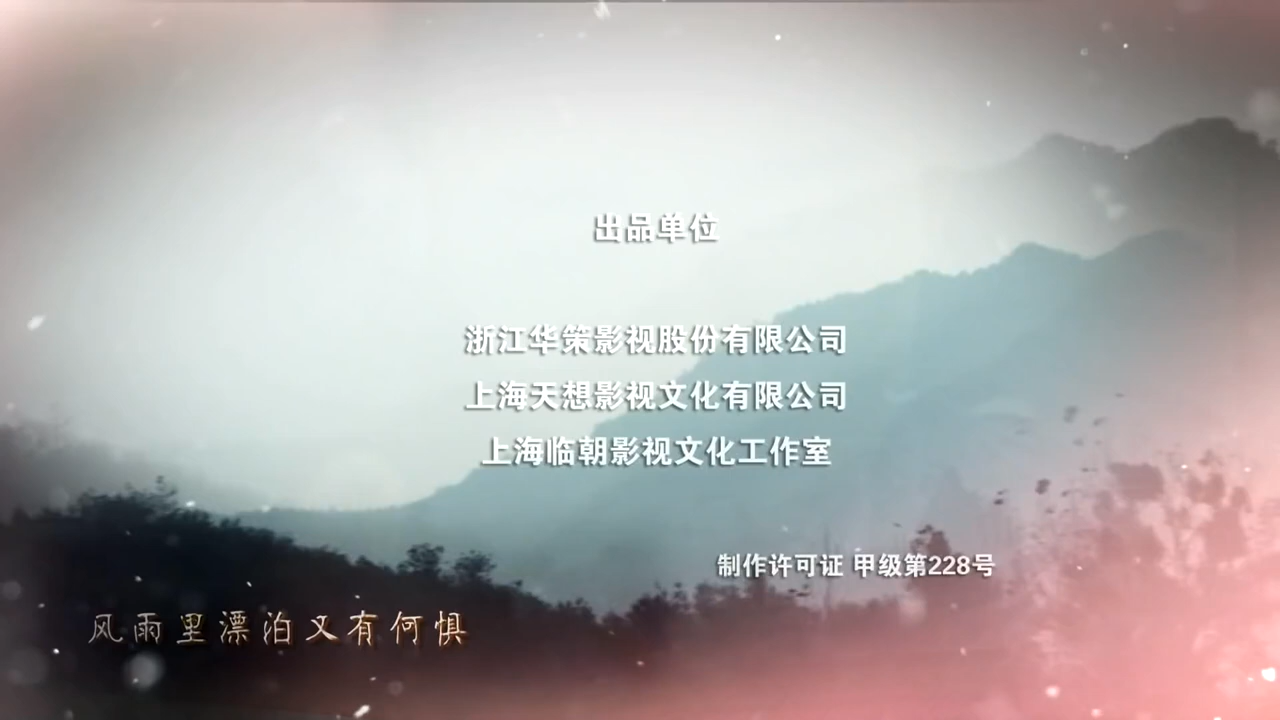 出品单位
浙江华策影视股份有限公司
上海天想影视文化有限公司
上海临朝影视文化工作室
制作许可证 甲级第228号
风雨里漂泊又有何惧